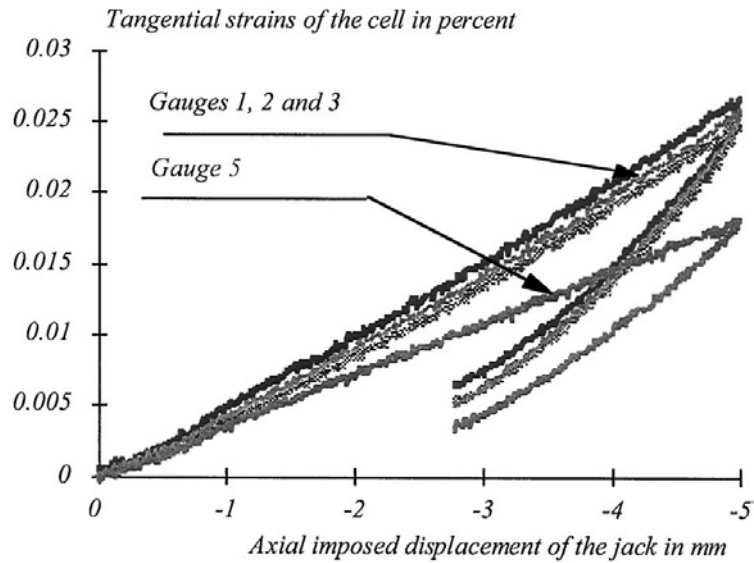 Tangential strains of the cell in percent
0.03
Gauges 1, 2 and 3
0.025
Gauge 5
0.02
0.015
0.01
0.005
0
0 -1 -2 -3 -4 -5
Axial imposed displacement of the jack in mm